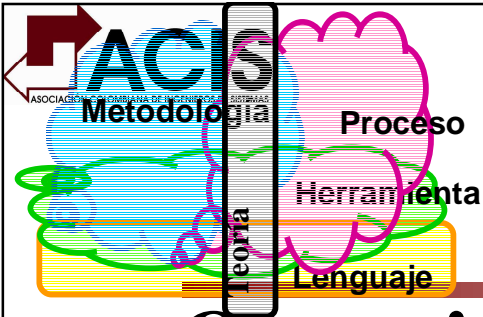 ACIS
ASOCIACIÓN COLOMBIANA DE INGENIEROS DE SISTEMAS
Metodología
Proceso
Herramienta
Teoría
Lenguaje